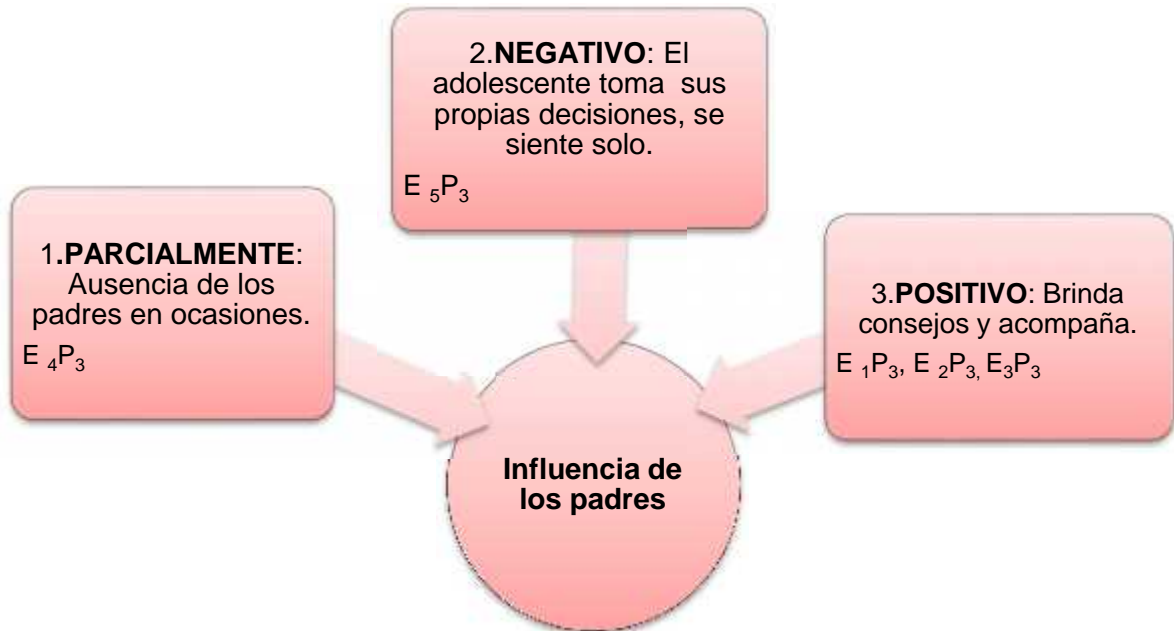 1.PARCIALMENTE:
Ausencia de los
padres en ocasiones.
E ₄P₃
2.NEGATIVO: El
adolescente toma sus
propias decisiones, se
siente solo.
E ₅P₃
3.POSITIVO: Brinda
consejos y acompaña.
E ₁P₃, E ₂P₃, E₃P₃
Influencia de
los padres